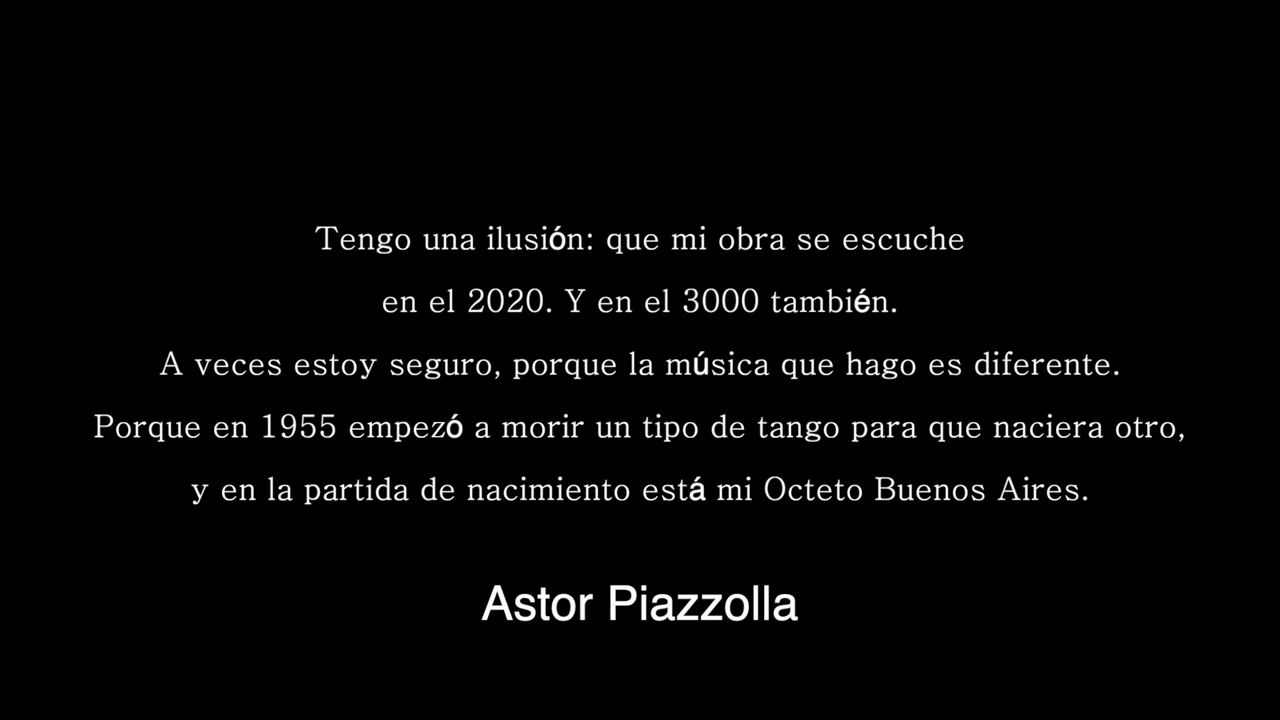 Tengo una ilusión: que mi obra se escuche
en el 2020. Y en el 3000 también.
A veces estoy seguro, porque la música que hago es diferente.
Porque en 1955 empezó a morir un tipo de tango para que naciera otro,
y en la partida de nacimiento está mi Octeto Buenos Aires.
Astor Piazzolla